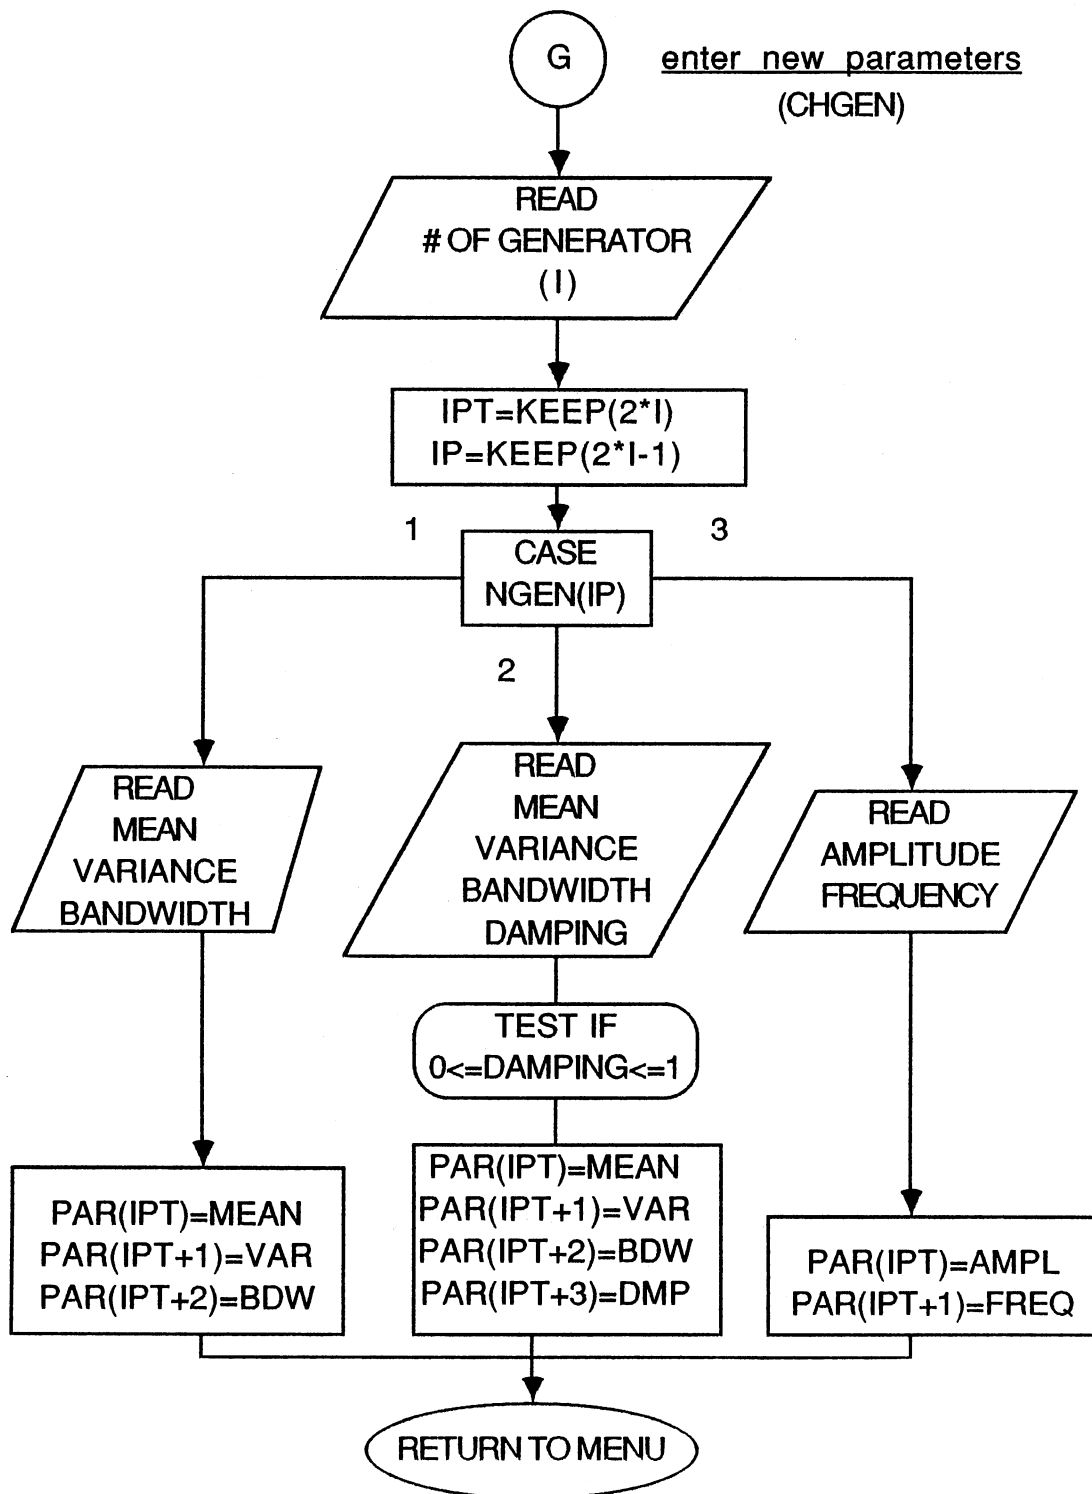 G
enter new parameters
(CHGEN)
READ
# OF GENERATOR
(I)
IPT=KEEP(2*I)
IP=KEEP(2*I-1)
1
3
CASE
NGEN(IP)
2
READ
MEAN
VARIANCE
BANDWIDTH
READ
MEAN
VARIANCE
BANDWIDTH
DAMPING
READ
AMPLITUDE
FREQUENCY
TEST IF
0<=DAMPING<=1
PAR(IPT)=MEAN
PAR(IPT+1)=VAR
PAR(IPT+2)=BDW
PAR(IPT)=MEAN
PAR(IPT+1)=VAR
PAR(IPT+2)=BDW
PAR(IPT+3)=DMP
PAR(IPT)=AMPL
PAR(IPT+1)=FREQ
RETURN TO MENU